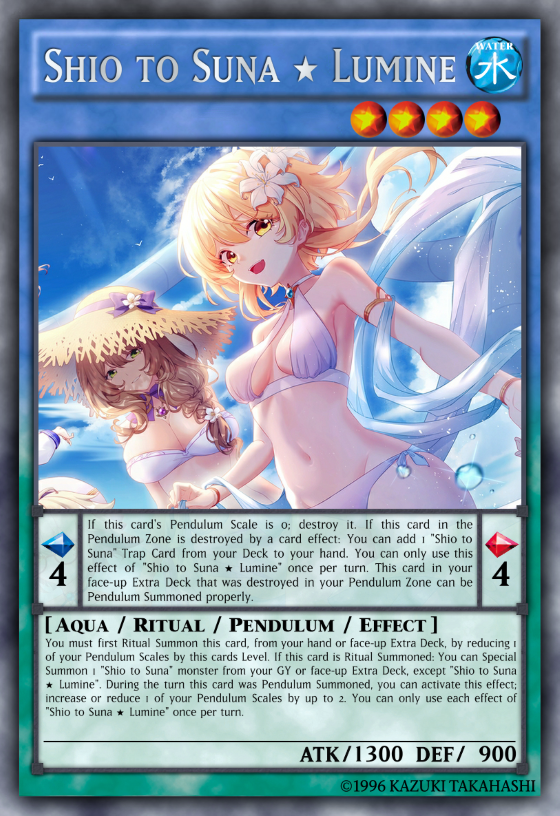 Shio to Suna ★ Lumine
WATER
水
If this card's Pendulum Scale is 0; destroy it. If this card in the
Pendulum Zone is destroyed by a card effect: You can add 1 "Shio to
Suna" Trap Card from your Deck to your hand. You can only use this
effect of "Shio to Suna ★ Lumine" once per turn. This card in your
face-up Extra Deck that was destroyed in your Pendulum Zone can be
Pendulum Summoned properly.
4
4
[ Aqua / Ritual / Pendulum / Effect ]
You must first Ritual Summon this card, from your hand or face-up Extra Deck, by reducing 1
of your Pendulum Scales by this cards Level. If this card is Ritual Summoned: You can Special
Summon 1 "Shio to Suna" monster from your GY or face-up Extra Deck, except "Shio to Suna
★ Lumine". During the turn this card was Pendulum Summoned, you can activate this effect;
increase or reduce 1 of your Pendulum Scales by up to 2. You can only use each effect of
"Shio to Suna ★ Lumine" once per turn.
ATK/1300 DEF/ 900
©1996 KAZUKI TAKAHASHI